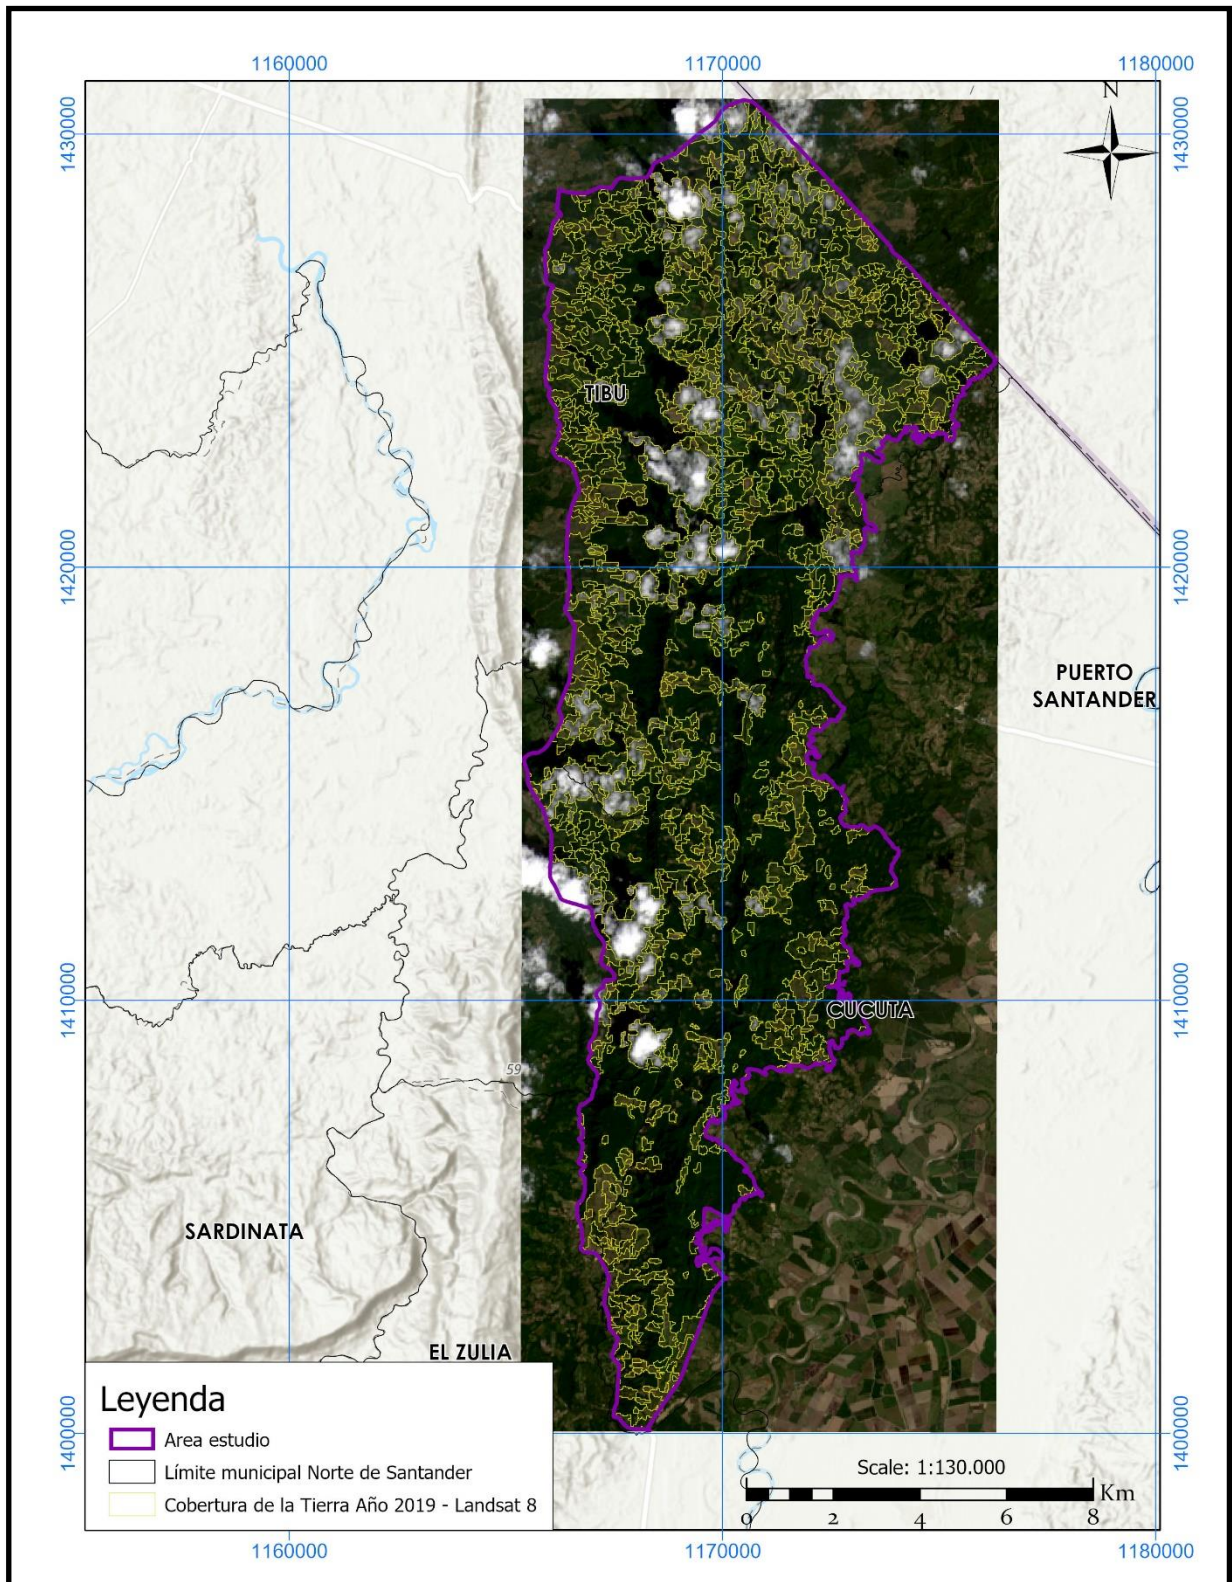 1160000
1170000
1180000
N
1430000
1430000
TIBU
1420000
1420000
PUERTO
SANTANDER
1410000
1410000
CUCUTA
59
SARDINATA
EL ZULIA
Leyenda
Area estudio
Límite municipal Norte de Santander
Cobertura de la Tierra Año 2019 - Landsat 8
1400000
1400000
Scale: 1:130.000
Km
0 2 4 6 8
1160000
1170000
1180000